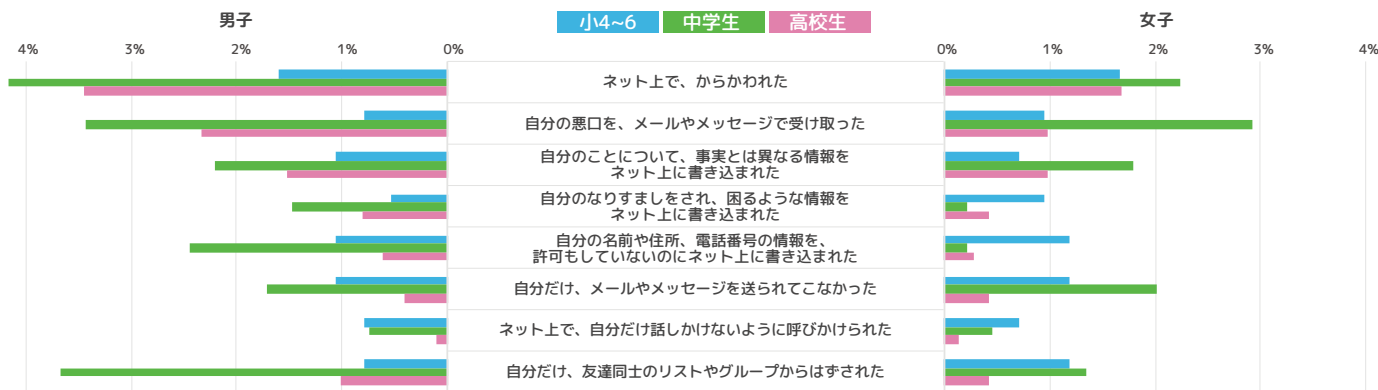 男子
小4~6
中学生
高校生
女子
4%
3%
2%
1%
0%
0%
1%
2%
3%
4%
ネット上で、からかわれた
自分の悪口を、メールやメッセージで受け取った
自分のことについて、事実とは異なる情報を
ネット上に書き込まれた
自分のなりすましをされ、困るような情報を
ネット上に書き込まれた
自分の名前や住所、電話番号の情報を、
許可もしていないのにネット上に書き込まれた
自分だけ、メールやメッセージを送られてこなかった
ネット上で、自分だけ話しかけないように呼びかけられた
自分だけ、友達同士のリストやグループからはずされた